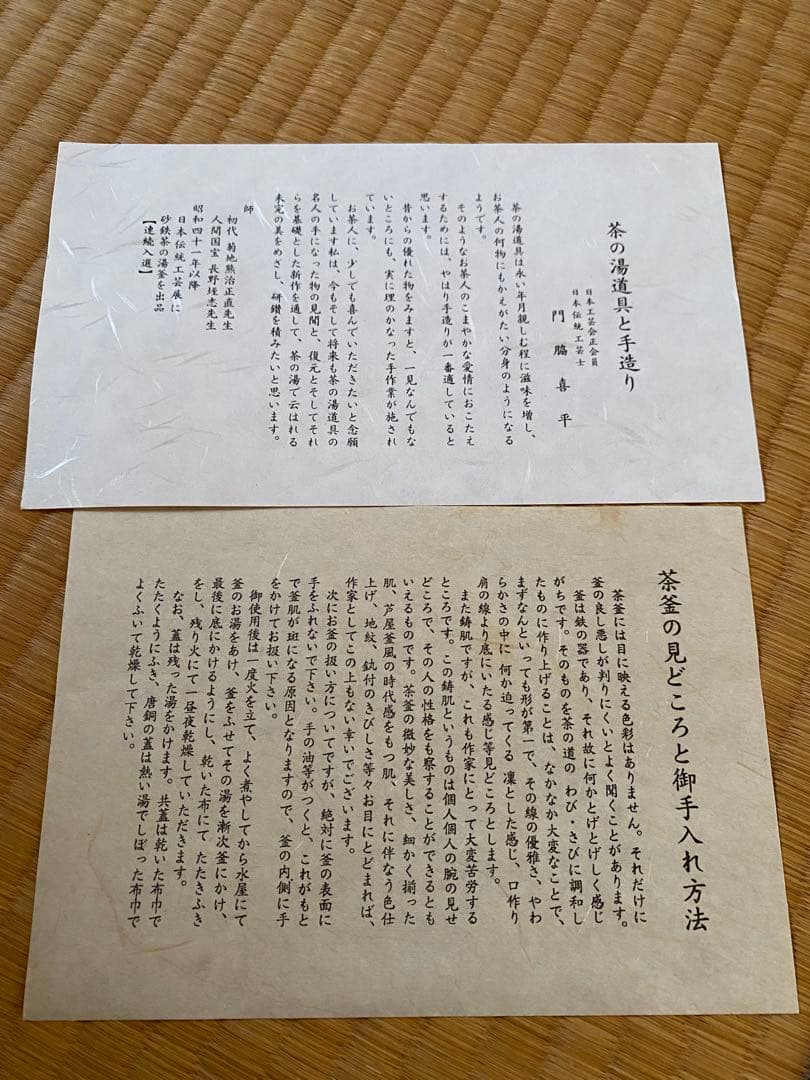 茶の湯道具と手造り
日本工芸会正会員
日本伝統工芸士
門脇喜平
茶の湯道具は永い年月親しむ程に滋味を増し、
お茶人の何物にもかえがたい分身のようになる
ようです。
そのようなお茶人のこまやかな愛情におこたえ
するためには、やはり手造りが一番適していると
思います。
昔からの優れた物をみますと、一見なんでもな
いところにも、実に理のかなった手作業が施され
ています。
お茶人に、少しでも喜んでいただきたいと念願
しています私は、今もそして将来も茶の湯道具の
名人の手になった物の見聞と、復元とそしてそれ
らを基礎とした新作を通して、茶の湯で云はれる
未完の美をめざし、研鑽を積みたいと思います。
師
初代 菊地熊治正直先生
人間国宝 長野垤志先生
昭和四十一年以降
日本伝統工芸展に
砂鉄茶の湯釜を出品
【連続入選】
茶釜の見どころと御手入れ方法
茶釜には目に映える色彩はありません。それだけに
釜の良し悪しが判りにくいとよく聞くことがあります。
釜は鉄の器であり、それ故に何かとげとげしく感じ
がちです。そのものを茶の道の わび・さびに調和し
たものに作り上げることは、なかなか大変なことで、
まずなんといっても形が第一で、その線の優雅さ、やわ
らかさの中に 何か迫ってくる 凜とした感じ、口作り
肩の線より底にいたる感じ等見どころとします。
また鋳肌ですが、これも作家にとって大変苦労する
ところです。この鋳肌というものは個人個人の腕の見せ
どころで、その人の性格をも察することができるとも
いえるものです。茶釜の微妙な美しさ、細かく揃った
肌、芦屋釜風の時代感をもつ肌、それに伴なう色仕
上げ、地紋、鐶付のきびしさ等々お目にとどまれば、
作家としてこの上もない幸いでございます。
次にお釜の扱い方についてですが、絶対に釜の表面に
手をふれないで下さい。手の油等がつくと、これがもと
で釜肌が斑になる原因となりますので、釜の内側に手
をかけてお扱い下さい。
御使用後は一度火を立て、よく煮やしてから水屋にて
釜のお湯をあけ、釜をふせてその湯を漸次釜にかけ、
最後に底にかけるようにし、乾いた布にて たたきふき
をし、残り火にて一昼夜乾燥していただきます。
なお、蓋は残った湯をかけます。共蓋は乾いた布巾で
たたくようにふき、唐銅の蓋は熱い湯でしぼった布巾で
よくふいて乾燥して下さい。